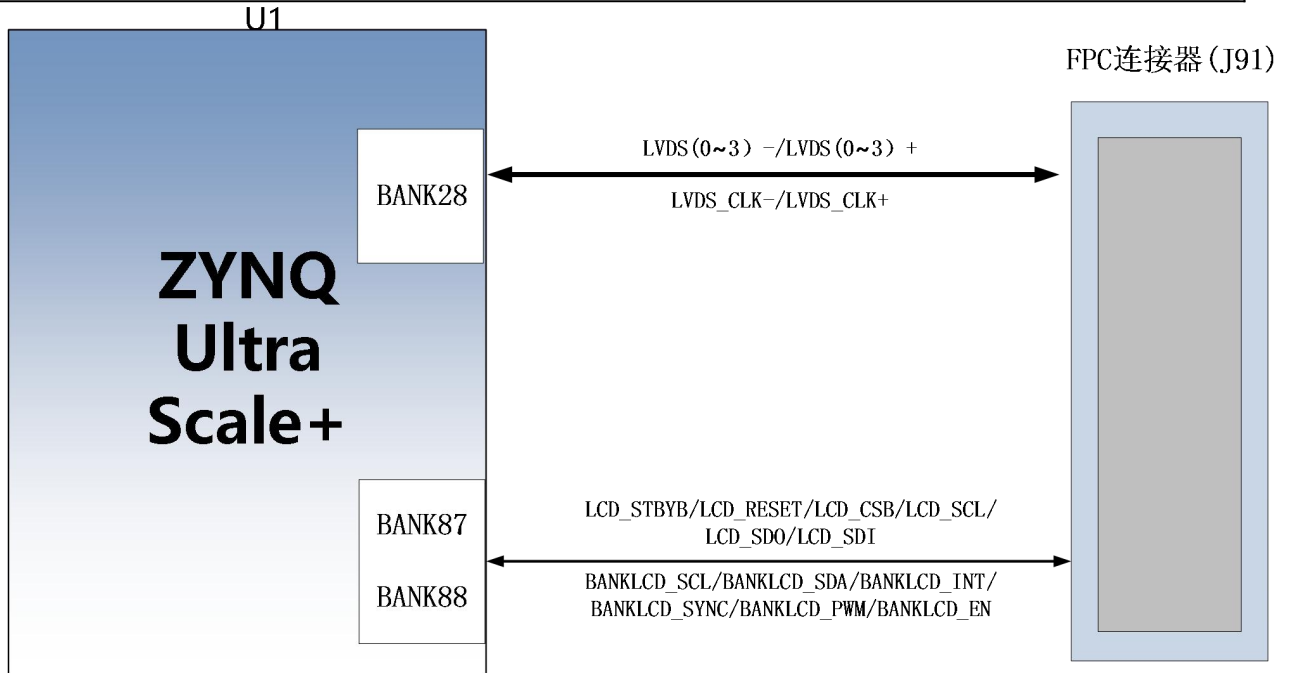 U1
FPC连接器(J91)
LVDS(0~3) -/LVDS(0~3) +
BANK28
LVDS_CLK-/LVDS_CLK+
ZYNQ
Ultra
Scale+
LCD_STBYB/LCD_RESET/LCD_CSB/LCD_SCL/
LCD_SDO/LCD_SDI
BANK87
BANKLCD_SCL/BANKLCD_SDA/BANKLCD_INT/
BANKLCD_SYNC/BANKLCD_PWM/BANKLCD_EN
BANK88